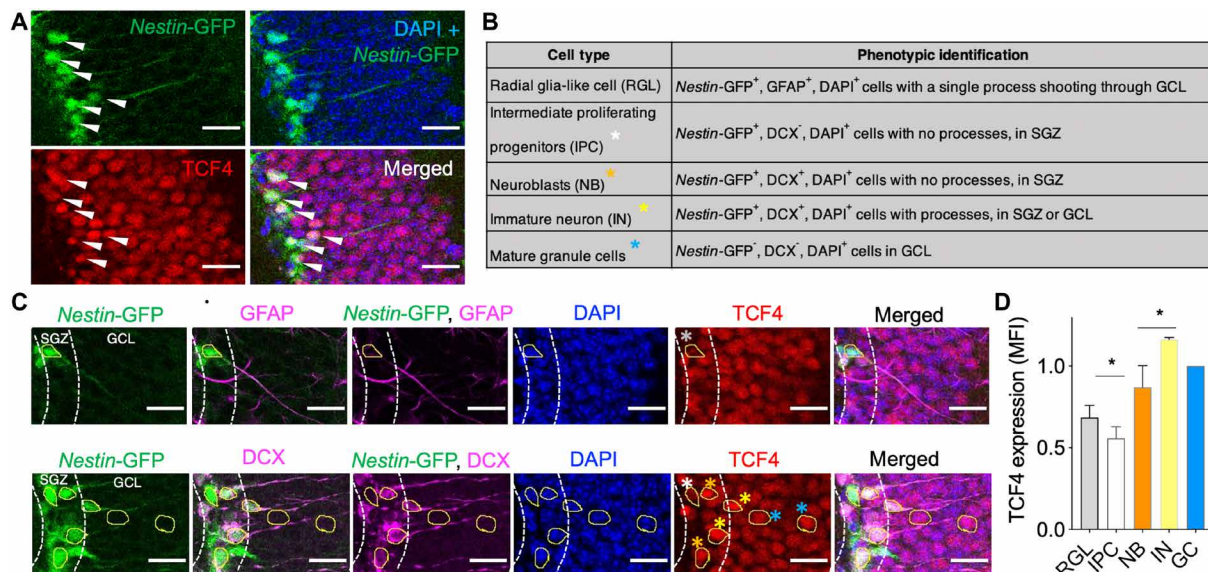 A
Nestin-GFP
DAPI +
Nestin-GFP
TCF4
Merged
B
Cell type
Phenotypic identification
Radial glia-like cell (RGL)
Nestin-GFP⁺, GFAP⁺, DAPI⁺ cells with a single process shooting through GCL
Intermediate proliferating
progenitors (IPC) *
Nestin-GFP⁺, DCX⁻, DAPI⁺ cells with no processes, in SGZ
Neuroblasts (NB) *
Nestin-GFP⁺, DCX⁺, DAPI⁺ cells with no processes, in SGZ
Immature neuron (IN) *
Nestin-GFP⁺, DCX⁺, DAPI⁺ cells with processes, in SGZ or GCL
Mature granule cells *
Nestin-GFP⁻, DCX⁻, DAPI⁺ cells in GCL
C
Nestin-GFP
GFAP
Nestin-GFP, GFAP
DAPI
TCF4
Merged
SGZ
GCL
*
Nestin-GFP
DCX
Nestin-GFP, DCX
DAPI
TCF4
Merged
SGZ
GCL
* * * * * * *
D
TCF4 expression (MFI)
1.0
0.5
0.0
*
*
RGL
IPC
NB
IN
GC